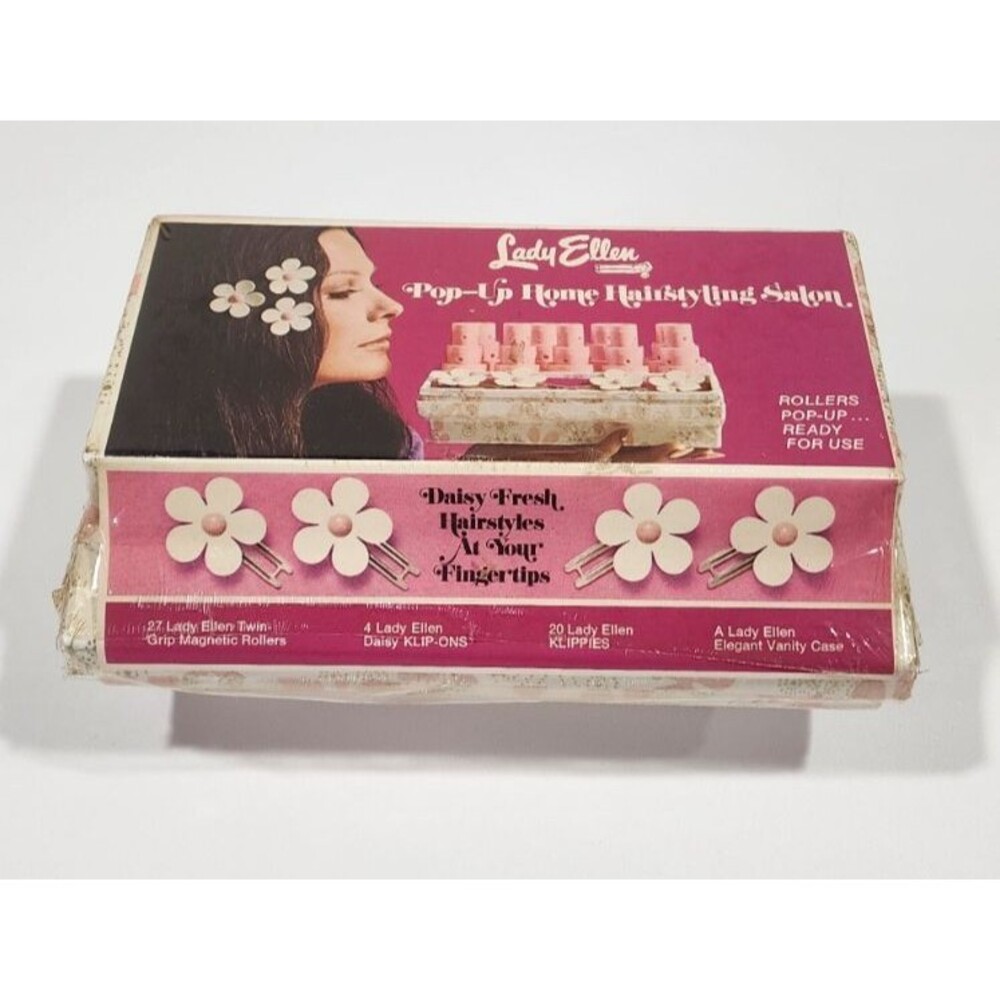 Lady Ellen
Pop-Up Home Hairstyling Salon
ROLLERS
POP-UP...
READY
FOR USE
Daisy Fresh
Hairstyles
At Your
Fingertips
27 Lady Ellen Twin-
Grip Magnetic Rollers
4 Lady Ellen
Daisy KLIP-ONS
20 Lady Ellen
KLIPPIES
A Lady Ellen
Elegant Vanity Case